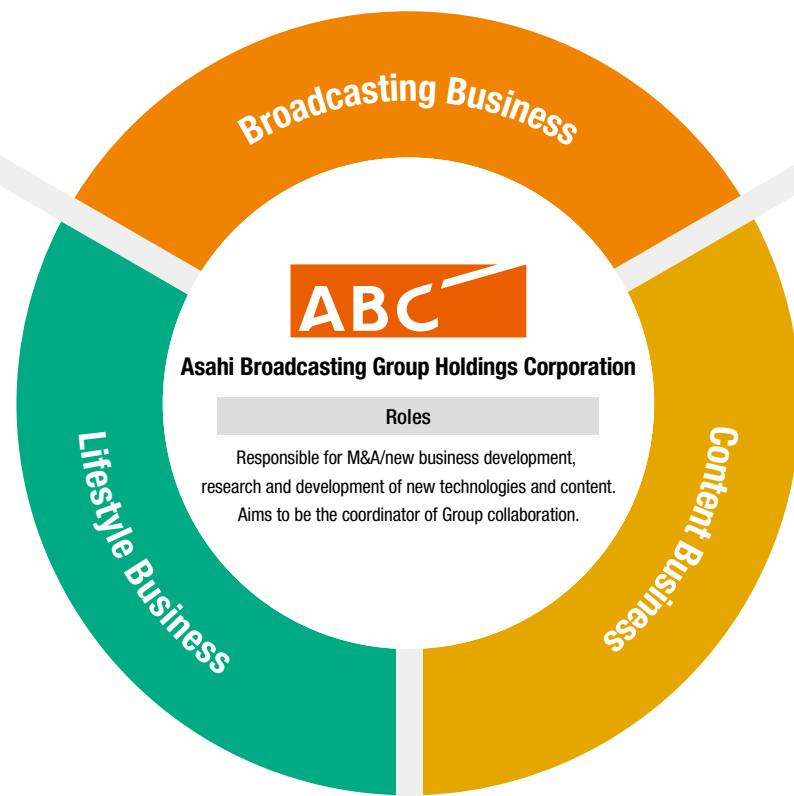 Broadcasting Business
ABC
Asahi Broadcasting Group Holdings Corporation
Roles
Responsible for M&A/new business development,
research and development of new technologies and content.
Aims to be the coordinator of Group collaboration.
Lifestyle Business
Content Business